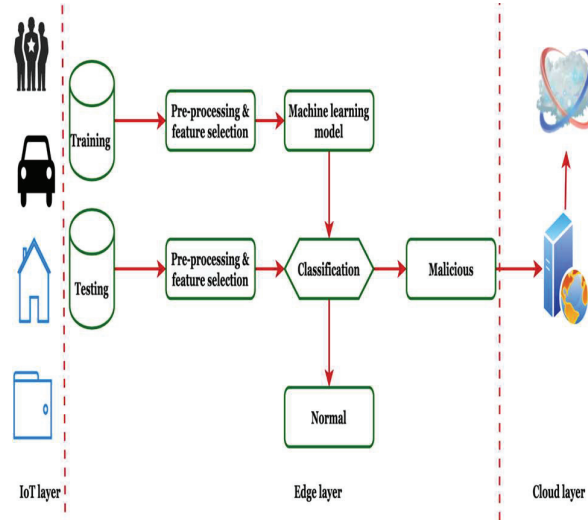 Training
Pre-processing &
feature selection
Machine learning
model
Testing
Pre-processing &
feature selection
Classification
Malicious
Normal
IoT layer
Edge layer
Cloud layer